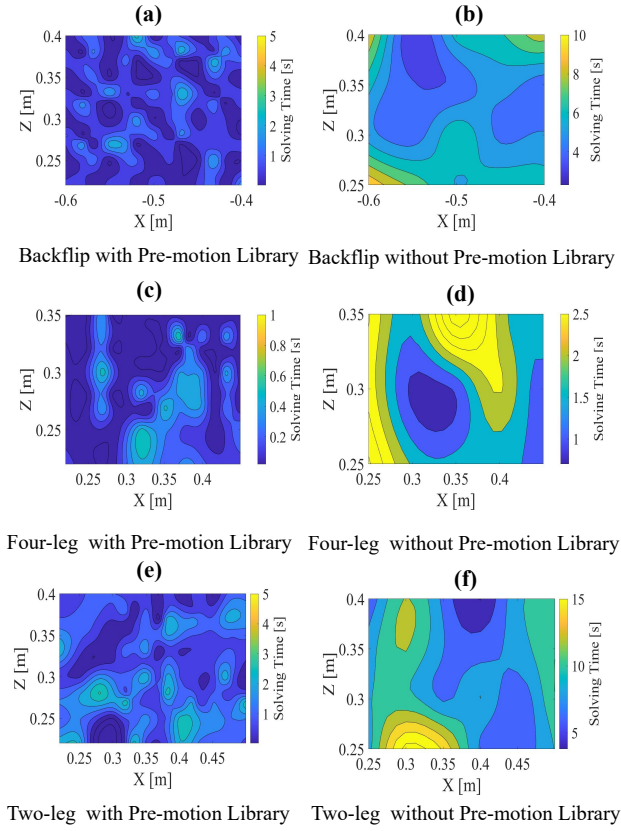 (a)
(b)
0.4
0.35
0.3
0.25
Z [m]
-0.6
-0.5
-0.4
X [m]
5
4
3
2
1
Solving Time [s]
0.4
0.35
0.3
0.25
Z [m]
-0.6
-0.5
-0.4
X [m]
10
8
6
4
Solving Time [s]
Backflip with Pre-motion Library
Backflip without Pre-motion Library
(c)
(d)
0.35
0.3
0.25
Z [m]
0.25
0.3
0.35
0.4
X [m]
1
0.8
0.6
0.4
0.2
Solving Time [s]
0.35
0.3
0.25
Z [m]
0.25
0.3
0.35
0.4
X [m]
2.5
2
1.5
1
Solving Time [s]
Four-leg with Pre-motion Library
Four-leg without Pre-motion Library
(e)
(f)
0.4
0.35
0.3
0.25
Z [m]
0.25
0.3
0.35
0.4
0.45
X [m]
5
4
3
2
1
Solving Time [s]
0.4
0.35
0.3
0.25
Z [m]
0.25
0.3
0.35
0.4
0.45
X [m]
15
10
5
Solving Time [s]
Two-leg with Pre-motion Library
Two-leg without Pre-motion Library